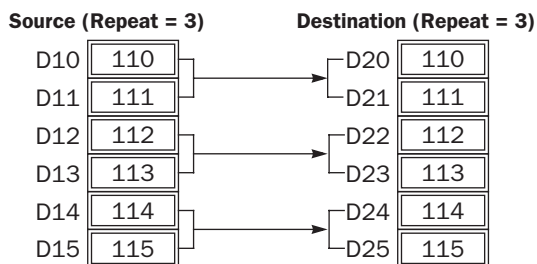 Source (Repeat = 3) Destination (Repeat = 3)
D10 110 D20 110
D11 111 D21 111
D12 112 D22 112
D13 113 D23 113
D14 114 D24 114
D15 115 D25 115